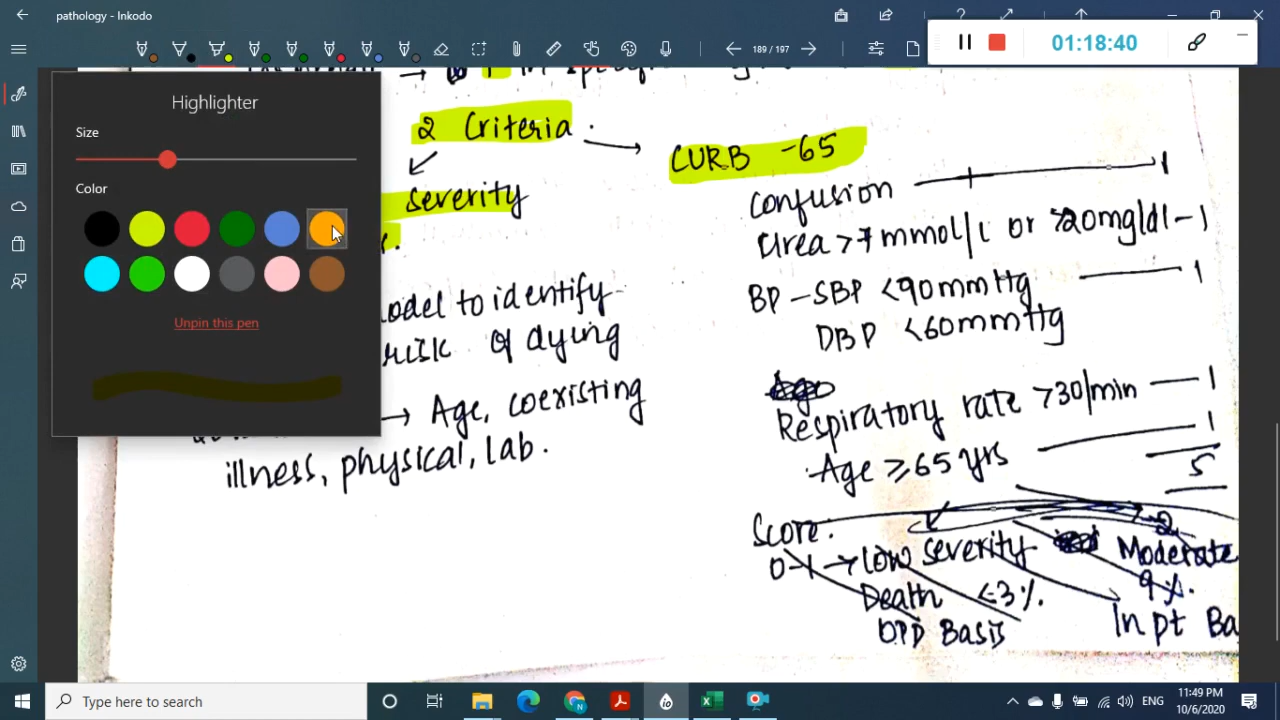 pathology - Inkodo
189 / 197
01:18:40
Highlighter
Size
Color
Unpin this pen
2 Criteria
CURB -65
Severity
Confusion 1
Urea >7 mmol/L or >20mg/dl - 1
BP - SBP <90mmHg 1
DBP <60mmHg
odel to identify
risk of dying
Respiratory rate >30/min - 1
→ Age, coexisting
illness, physical, lab.
Age ≥65 yrs 1
5
Score:
0-1 → Low severity
2
Moderate
Death <3%.
9%.
OPD Basis
In pt Ba
Type here to search
ENG
11:49 PM
10/6/2020